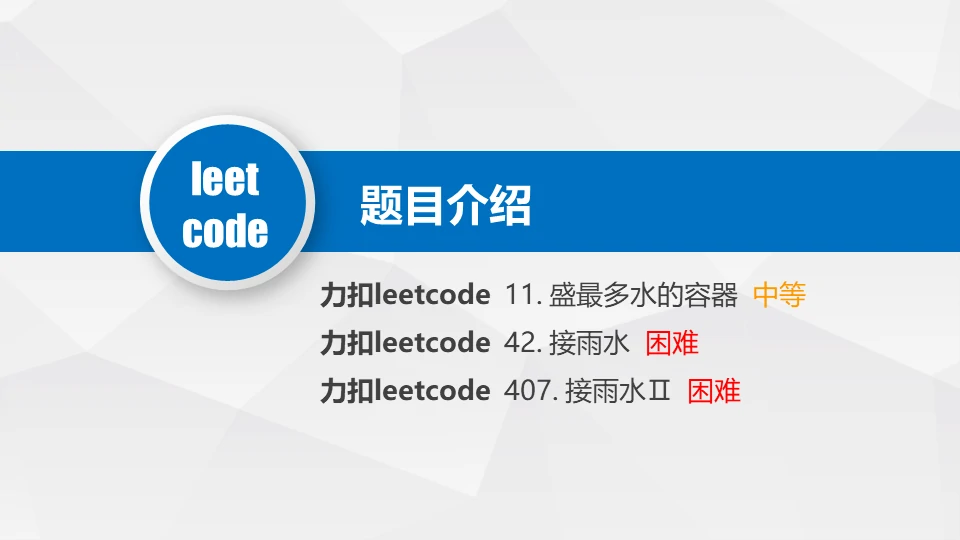 leet
code
题目介绍
力扣leetcode 11. 盛最多水的容器 中等
力扣leetcode 42. 接雨水 困难
力扣leetcode 407. 接雨水Ⅱ 困难